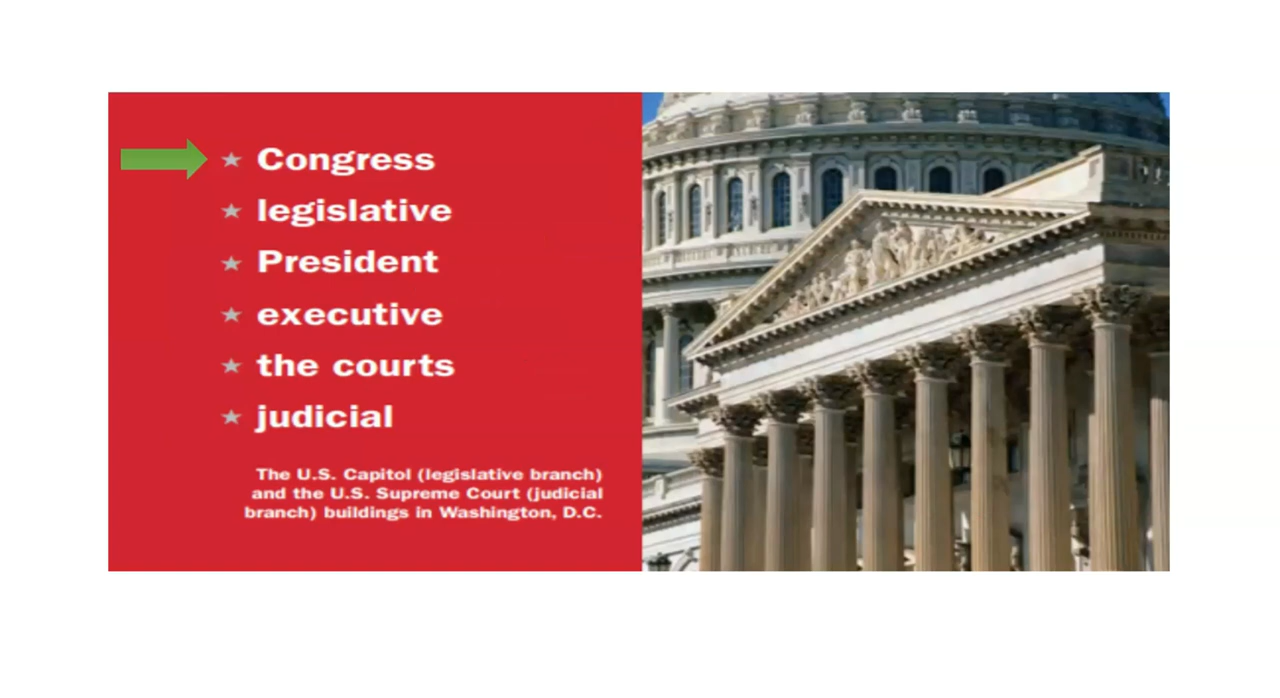 Congress
legislative
President
executive
the courts
judicial
The U.S. Capitol (legislative branch)
and the U.S. Supreme Court (judicial
branch) buildings in Washington, D.C.